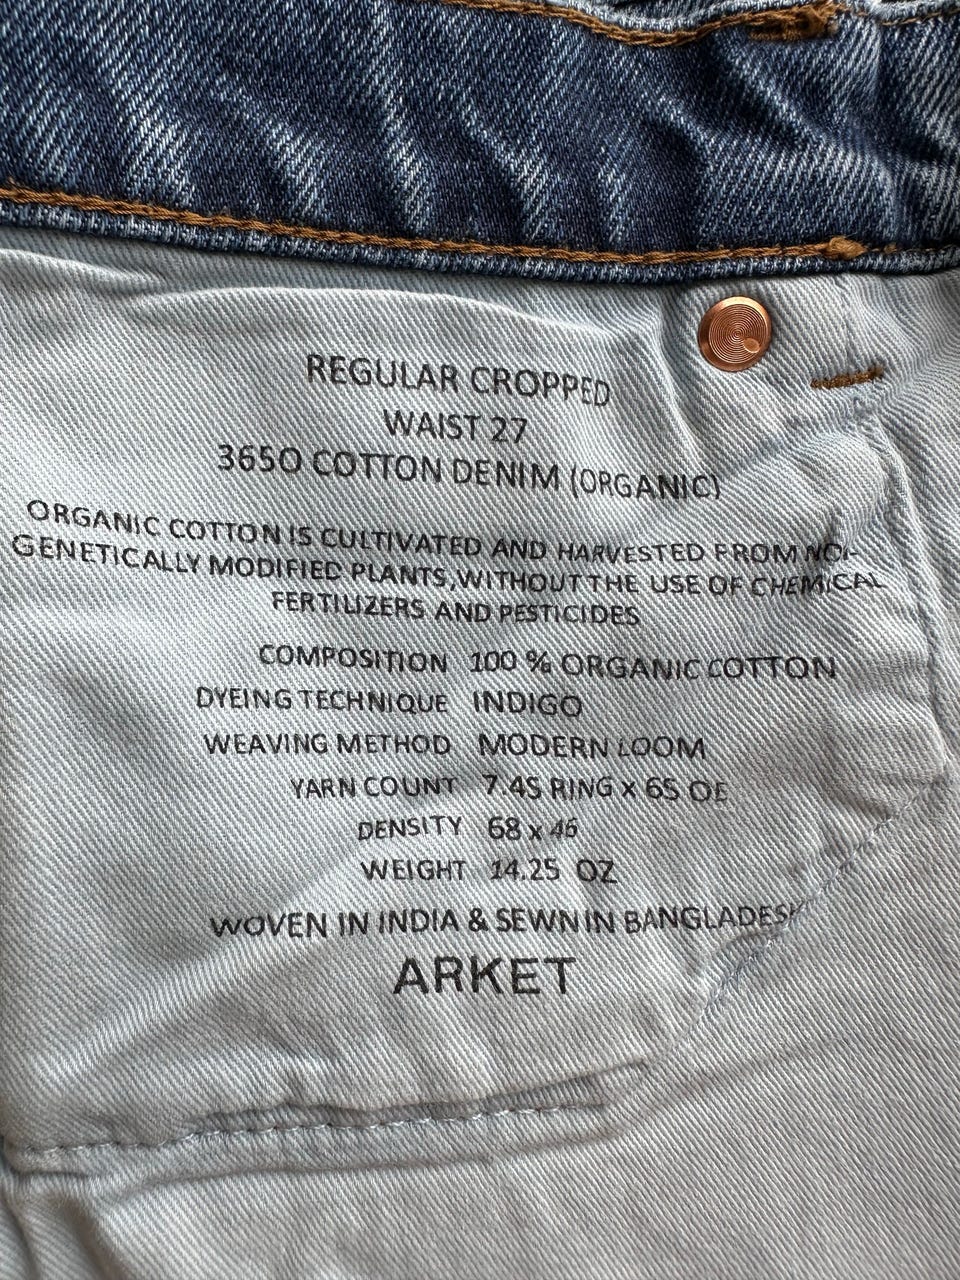 REGULAR CROPPED
WAIST 27
3650 COTTON DENIM (ORGANIC)
ORGANIC COTTON IS CULTIVATED AND HARVESTED FROM NON-
GENETICALLY MODIFIED PLANTS, WITHOUT THE USE OF CHEMICAL
FERTILIZERS AND PESTICIDES
COMPOSITION 100 % ORGANIC COTTON
DYEING TECHNIQUE INDIGO
WEAVING METHOD MODERN LOOM
YARN COUNT 7.4S RING X 6S OE
DENSITY 68 x 46
WEIGHT 14.25 OZ
WOVEN IN INDIA & SEWN IN BANGLADESH
ARKET